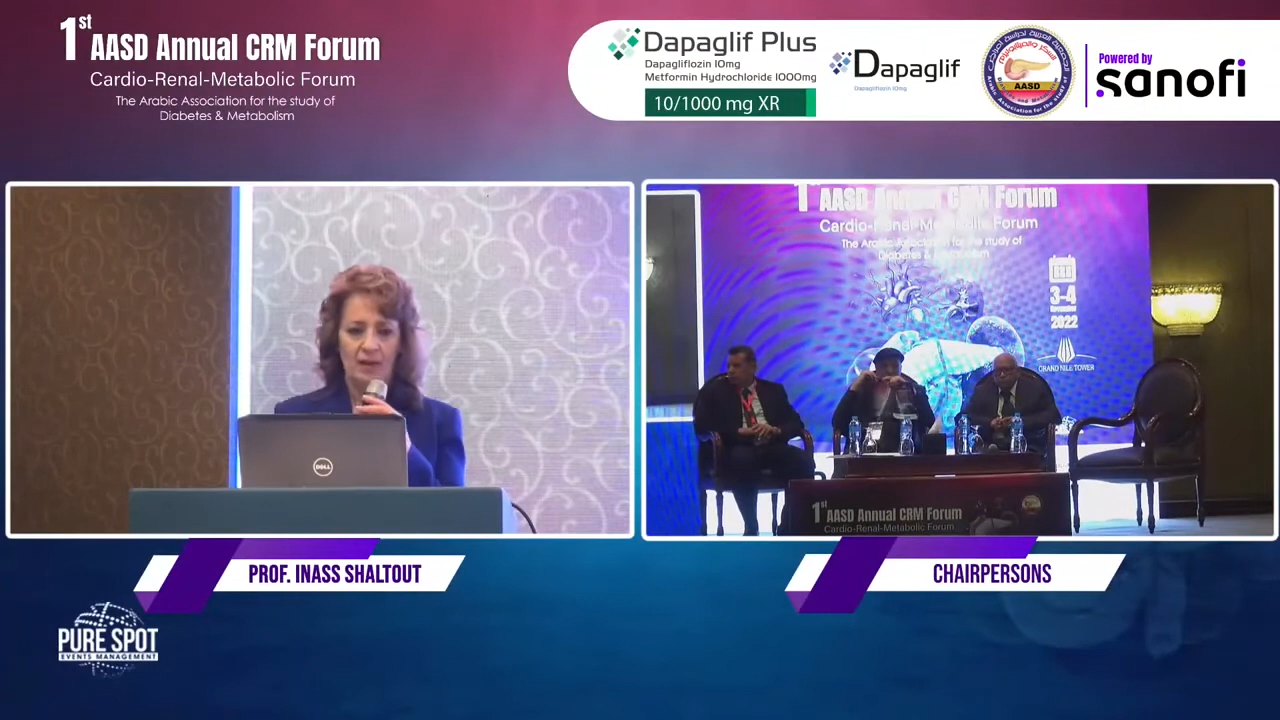 1st AASD Annual CRM Forum
Cardio-Renal-Metabolic Forum
The Arabic Association for the study of
Diabetes & Metabolism
Dapaglif Plus
Dapagliflozin 10mg
Metformin Hydrochloride 1000mg
10/1000 mg XR
Dapaglif
Dapagliflozin 10mg
AASD
Powered by
sanofi
DELL
1st AASD Annual CRM Forum
Cardio-Renal-Metabolic Forum
The Arabic Association for the study of
Diabetes & Metabolism
3-4
November
2022
GRAND NILE TOWER
1st AASD Annual CRM Forum
Cardio-Renal-Metabolic Forum
PROF. INASS SHALTOUT
CHAIRPERSONS
PURE SPOT
EVENTS MANAGEMENT